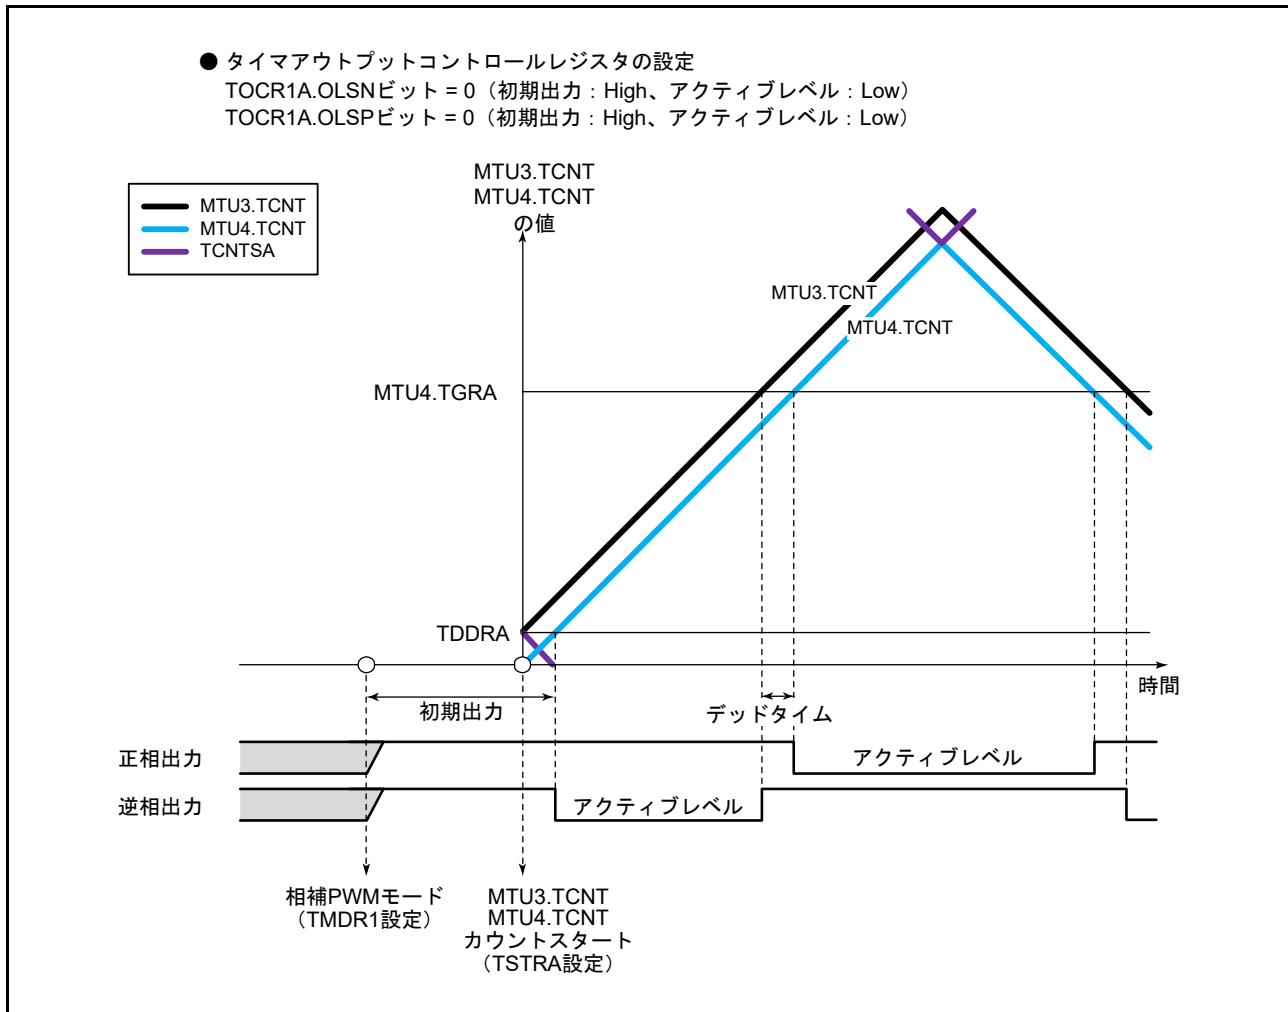 ● タイマアウトプットコントロールレジスタの設定
TOCR1A.OLSNビット = 0（初期出力：High、アクティブレベル：Low）
TOCR1A.OLSPビット = 0（初期出力：High、アクティブレベル：Low）
MTU3.TCNT
MTU4.TCNT
の値
MTU3.TCNT
MTU4.TCNT
TCNTSA
MTU3.TCNT
MTU4.TCNT
MTU4.TGRA
TDDRA
時間
初期出力
デッドタイム
正相出力
アクティブレベル
逆相出力
アクティブレベル
相補PWMモード
（TMDR1設定）
MTU3.TCNT
MTU4.TCNT
カウントスタート
（TSTRA設定）